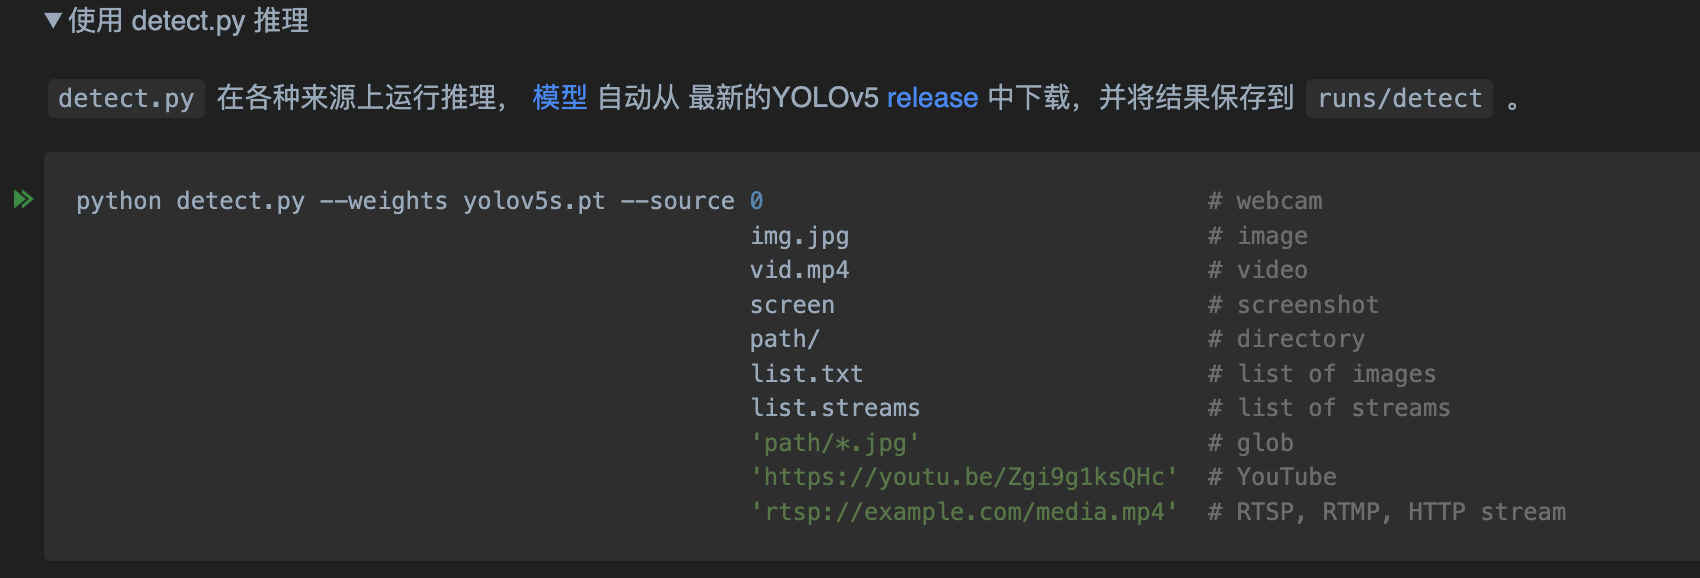 ▼使用 detect.py 推理
detect.py 在各种来源上运行推理， 模型 自动从 最新的YOLOv5 release 中下载，并将结果保存到 runs/detect 。
python detect.py --weights yolov5s.pt --source 0 # webcam
img.jpg # image
vid.mp4 # video
screen # screenshot
path/ # directory
list.txt # list of images
list.streams # list of streams
'path/*.jpg' # glob
'https://youtu.be/Zgi9g1ksQHc' # YouTube
'rtsp://example.com/media.mp4' # RTSP, RTMP, HTTP stream